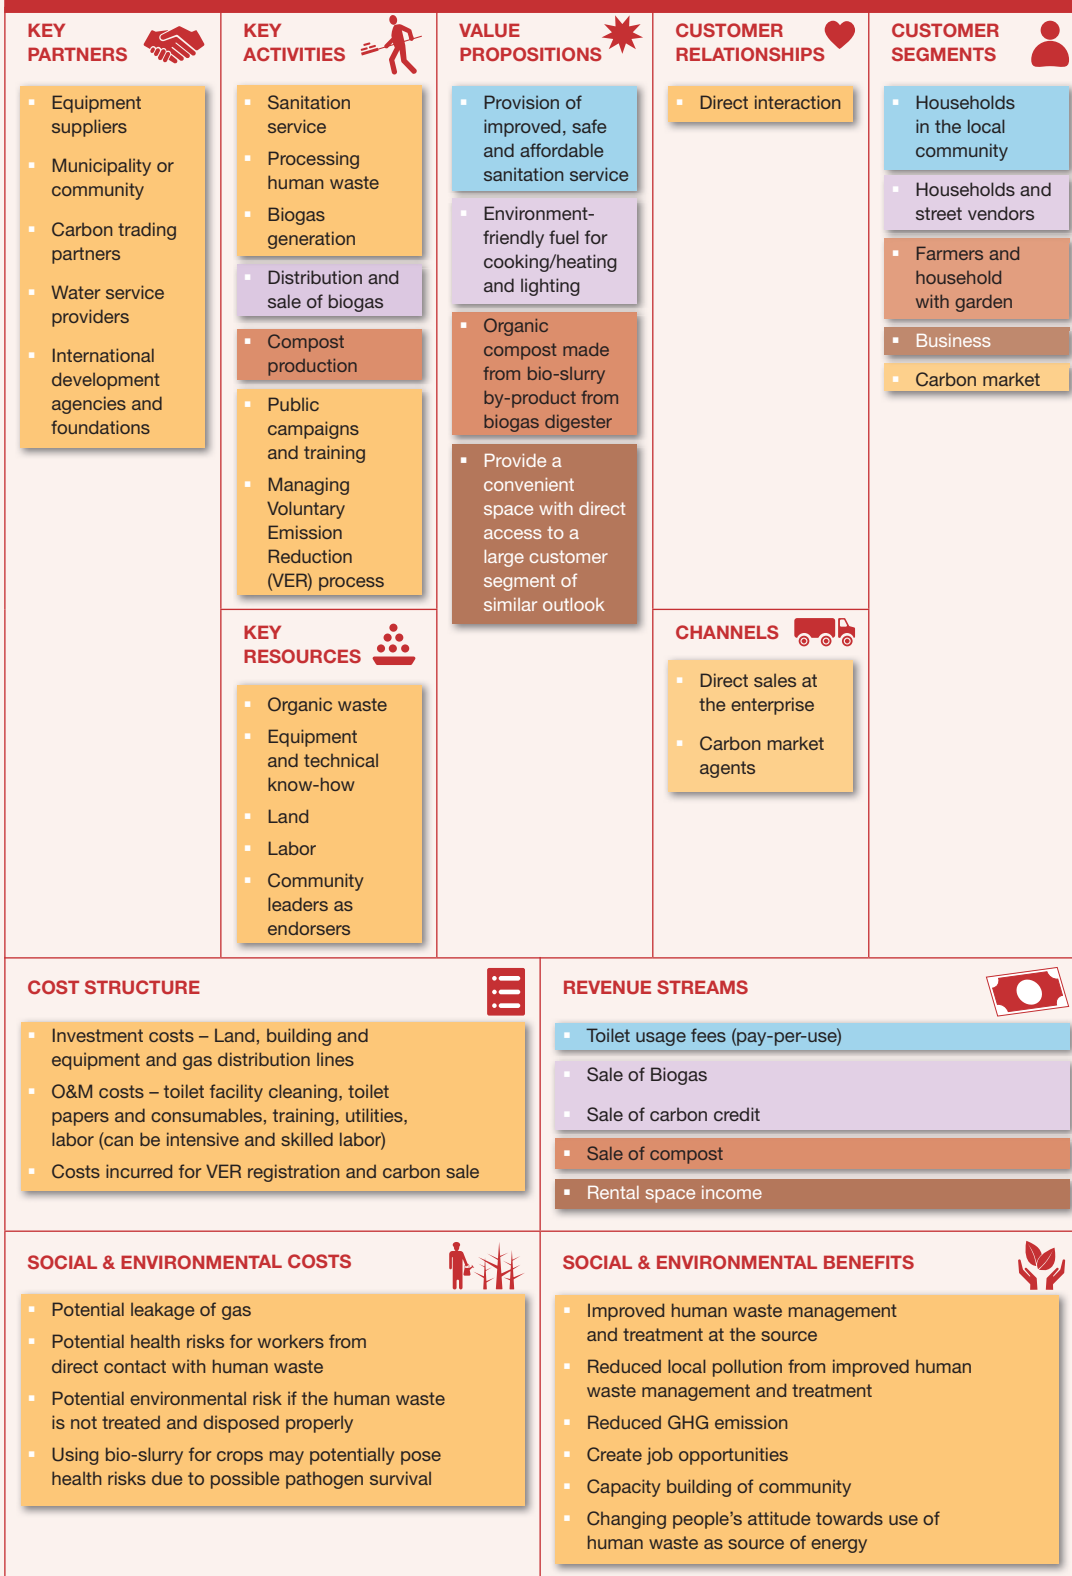 KEY
PARTNERS
▪ Equipment
suppliers
▪ Municipality or
community
▪ Carbon trading
partners
▪ Water service
providers
▪ International
development
agencies and
foundations
KEY
ACTIVITIES
▪ Sanitation
service
▪ Processing
human waste
▪ Biogas
generation
▪ Distribution and
sale of biogas
▪ Compost
production
▪ Public
campaigns
and training
▪ Managing
Voluntary
Emission
Reduction
(VER) process
KEY
RESOURCES
▪ Organic waste
▪ Equipment
and technical
know-how
▪ Land
▪ Labor
▪ Community
leaders as
endorsers
VALUE
PROPOSITIONS
▪ Provision of
improved, safe
and affordable
sanitation service
▪ Environment-
friendly fuel for
cooking/heating
and lighting
▪ Organic
compost made
from bio-slurry
by-product from
biogas digester
▪ Provide a
convenient
space with direct
access to a
large customer
segment of
similar outlook
CUSTOMER
RELATIONSHIPS
▪ Direct interaction
CHANNELS
▪ Direct sales at
the enterprise
▪ Carbon market
agents
CUSTOMER
SEGMENTS
▪ Households
in the local
community
▪ Households and
street vendors
▪ Farmers and
household
with garden
▪ Business
▪ Carbon market
COST STRUCTURE
▪ Investment costs – Land, building and
equipment and gas distribution lines
▪ O&M costs – toilet facility cleaning, toilet
papers and consumables, training, utilities,
labor (can be intensive and skilled labor)
▪ Costs incurred for VER registration and carbon sale
REVENUE STREAMS
▪ Toilet usage fees (pay-per-use)
▪ Sale of Biogas
▪ Sale of carbon credit
▪ Sale of compost
▪ Rental space income
SOCIAL & ENVIRONMENTAL COSTS
▪ Potential leakage of gas
▪ Potential health risks for workers from
direct contact with human waste
▪ Potential environmental risk if the human waste
is not treated and disposed properly
▪ Using bio-slurry for crops may potentially pose
health risks due to possible pathogen survival
SOCIAL & ENVIRONMENTAL BENEFITS
▪ Improved human waste management
and treatment at the source
▪ Reduced local pollution from improved human
waste management and treatment
▪ Reduced GHG emission
▪ Create job opportunities
▪ Capacity building of community
▪ Changing people's attitude towards use of
human waste as source of energy